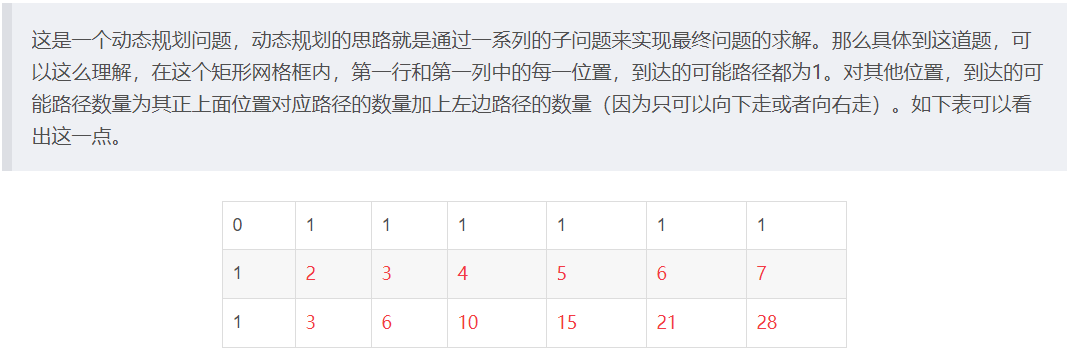 这是一个动态规划问题，动态规划的思路就是通过一系列的子问题来实现最终问题的求解。那么具体到这道题，可
以这么理解，在这个矩形网格框内，第一行和第一列中的每一位置，到达的可能路径都为1。对其他位置，到达的可
能路径数量为其正上面位置对应路径的数量加上左边路径的数量（因为只可以向下走或者向右走）。如下表可以看
出这一点。
0 1 1 1 1 1 1
1 2 3 4 5 6 7
1 3 6 10 15 21 28